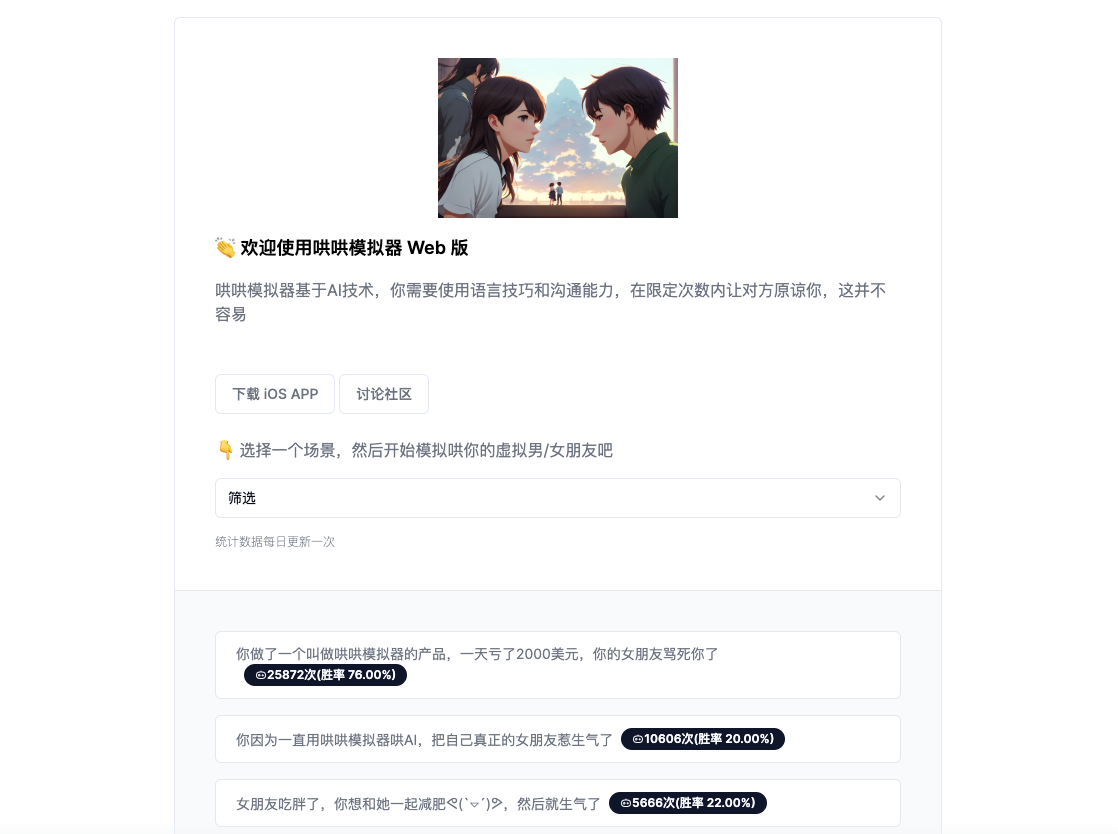 👏 欢迎使用哄哄模拟器 Web 版
哄哄模拟器基于AI技术，你需要使用语言技巧和沟通能力，在限定次数内让对方原谅你，这并不
容易
下载 iOS APP 讨论社区
👇 选择一个场景，然后开始模拟哄你的虚拟男/女朋友吧
筛选
统计数据每日更新一次
你做了一个叫做哄哄模拟器的产品，一天亏了2000美元，你的女朋友骂死你了
25872次(胜率 76.00%)
你因为一直用哄哄模拟器哄AI，把自己真正的女朋友惹生气了 10606次(胜率 20.00%)
女朋友吃胖了，你想和她一起减肥ᕙ(`▿´)ᕗ，然后就生气了 5666次(胜率 22.00%)